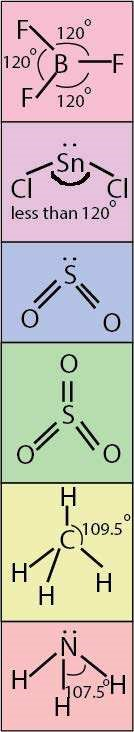 F
120°
120° B F
F
120°
Sn
Cl Cl
less than 120°
S
O O
O
S
O O
H
109.5°
C
H H
H
N
H H
107.5°
H